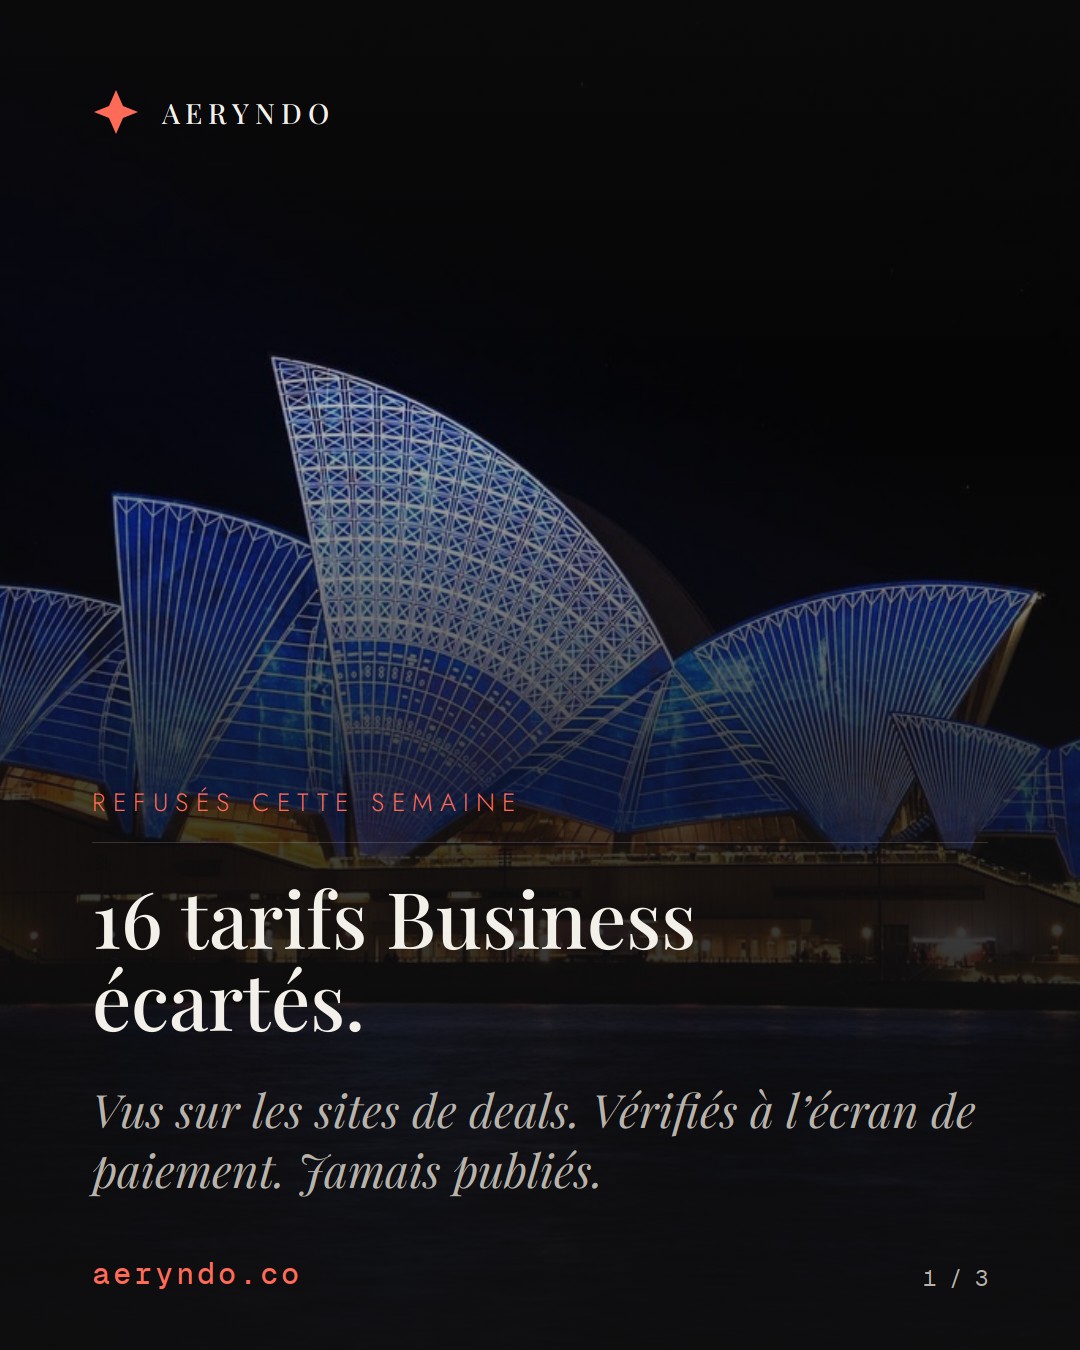 AERYNDO
REFUSÉS CETTE SEMAINE
16 tarifs Business
écartés.
Vus sur les sites de deals. Vérifiés à l’écran de
paiement. Jamais publiés.
aeryndo.co
1 / 3